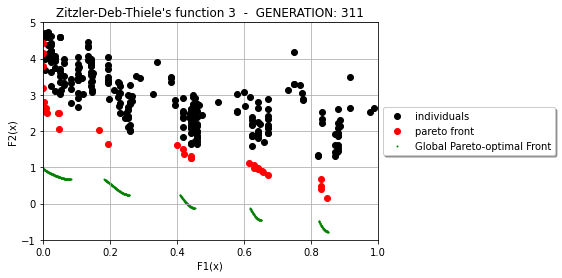 Zitzler-Deb-Thiele's function 3 - GENERATION: 311
5
4
3
2
1
0
−1
F2(x)
0.0 0.2 0.4 0.6 0.8 1.0
F1(x)
individuals
pareto front
Global Pareto-optimal Front